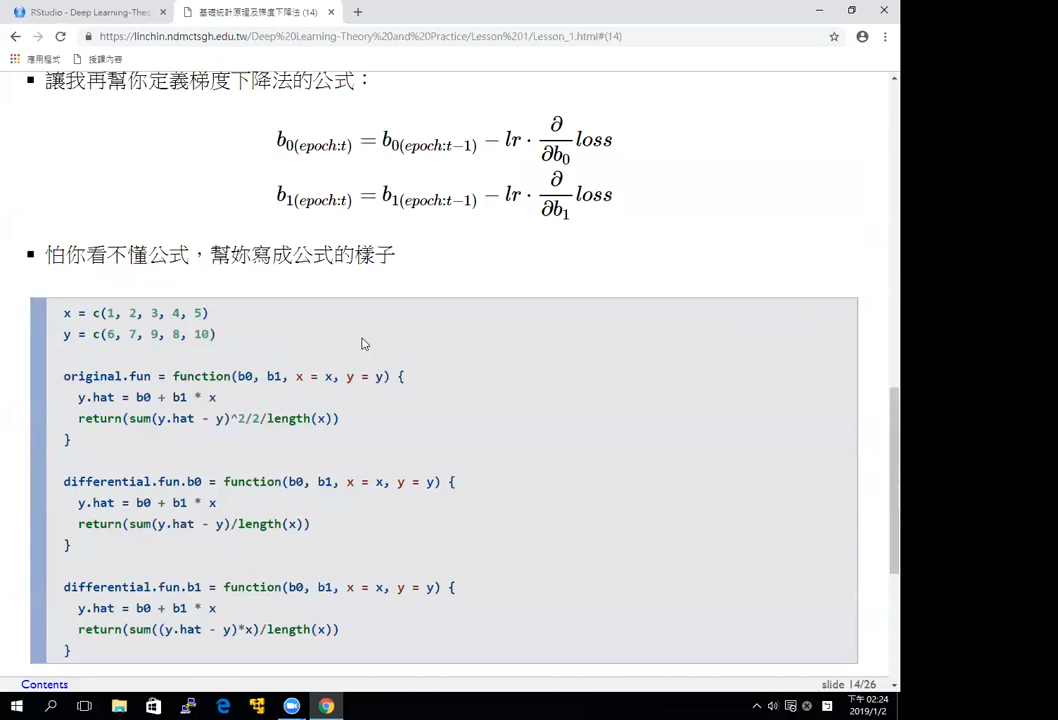 RStudio - Deep Learning-Theo
基礎統計原理及梯度下降法 (14)
https://linchin.ndmctsgh.edu.tw/Deep%20Learning-Theory%20and%20Practice/Lesson%201/Lesson_1.html#(14)
應用程式 授課內容
讓我再幫你定義梯度下降法的公式：
b0(epoch:t) = b0(epoch:t−1) − lr · ∂/∂b0 loss
b1(epoch:t) = b1(epoch:t−1) − lr · ∂/∂b1 loss
怕你看不懂公式，幫妳寫成公式的樣子
x = c(1, 2, 3, 4, 5)
y = c(6, 7, 9, 8, 10)
original.fun = function(b0, b1, x = x, y = y) {
y.hat = b0 + b1 * x
return(sum(y.hat - y)^2/2/length(x))
}
differential.fun.b0 = function(b0, b1, x = x, y = y) {
y.hat = b0 + b1 * x
return(sum(y.hat - y)/length(x))
}
differential.fun.b1 = function(b0, b1, x = x, y = y) {
y.hat = b0 + b1 * x
return(sum((y.hat - y)*x)/length(x))
}
Contents
slide 14/26
下午 02:24
2019/1/2